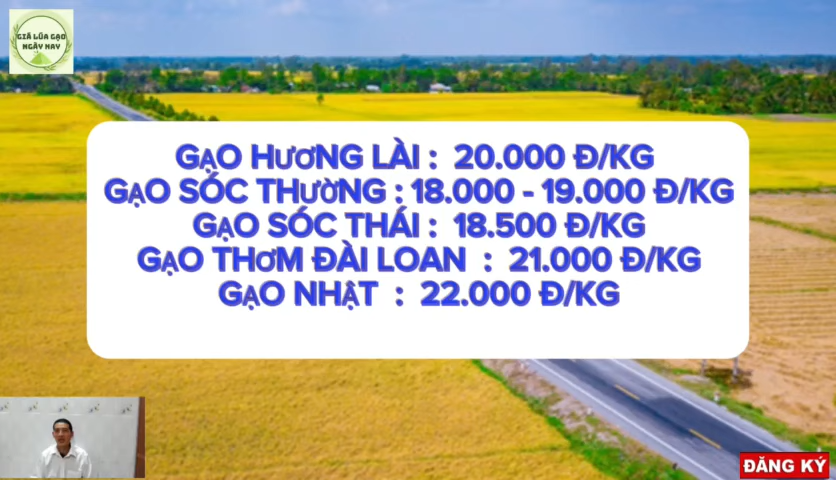 GIÁ LÚA GẠO
NGÀY NAY
GẠO HƯƠNG LÀI : 20.000 Đ/KG
GẠO SÓC THƯỜNG : 18.000 - 19.000 Đ/KG
GẠO SÓC THÁI : 18.500 Đ/KG
GẠO THƠM ĐÀI LOAN : 21.000 Đ/KG
GẠO NHẬT : 22.000 Đ/KG
ĐĂNG KÝ